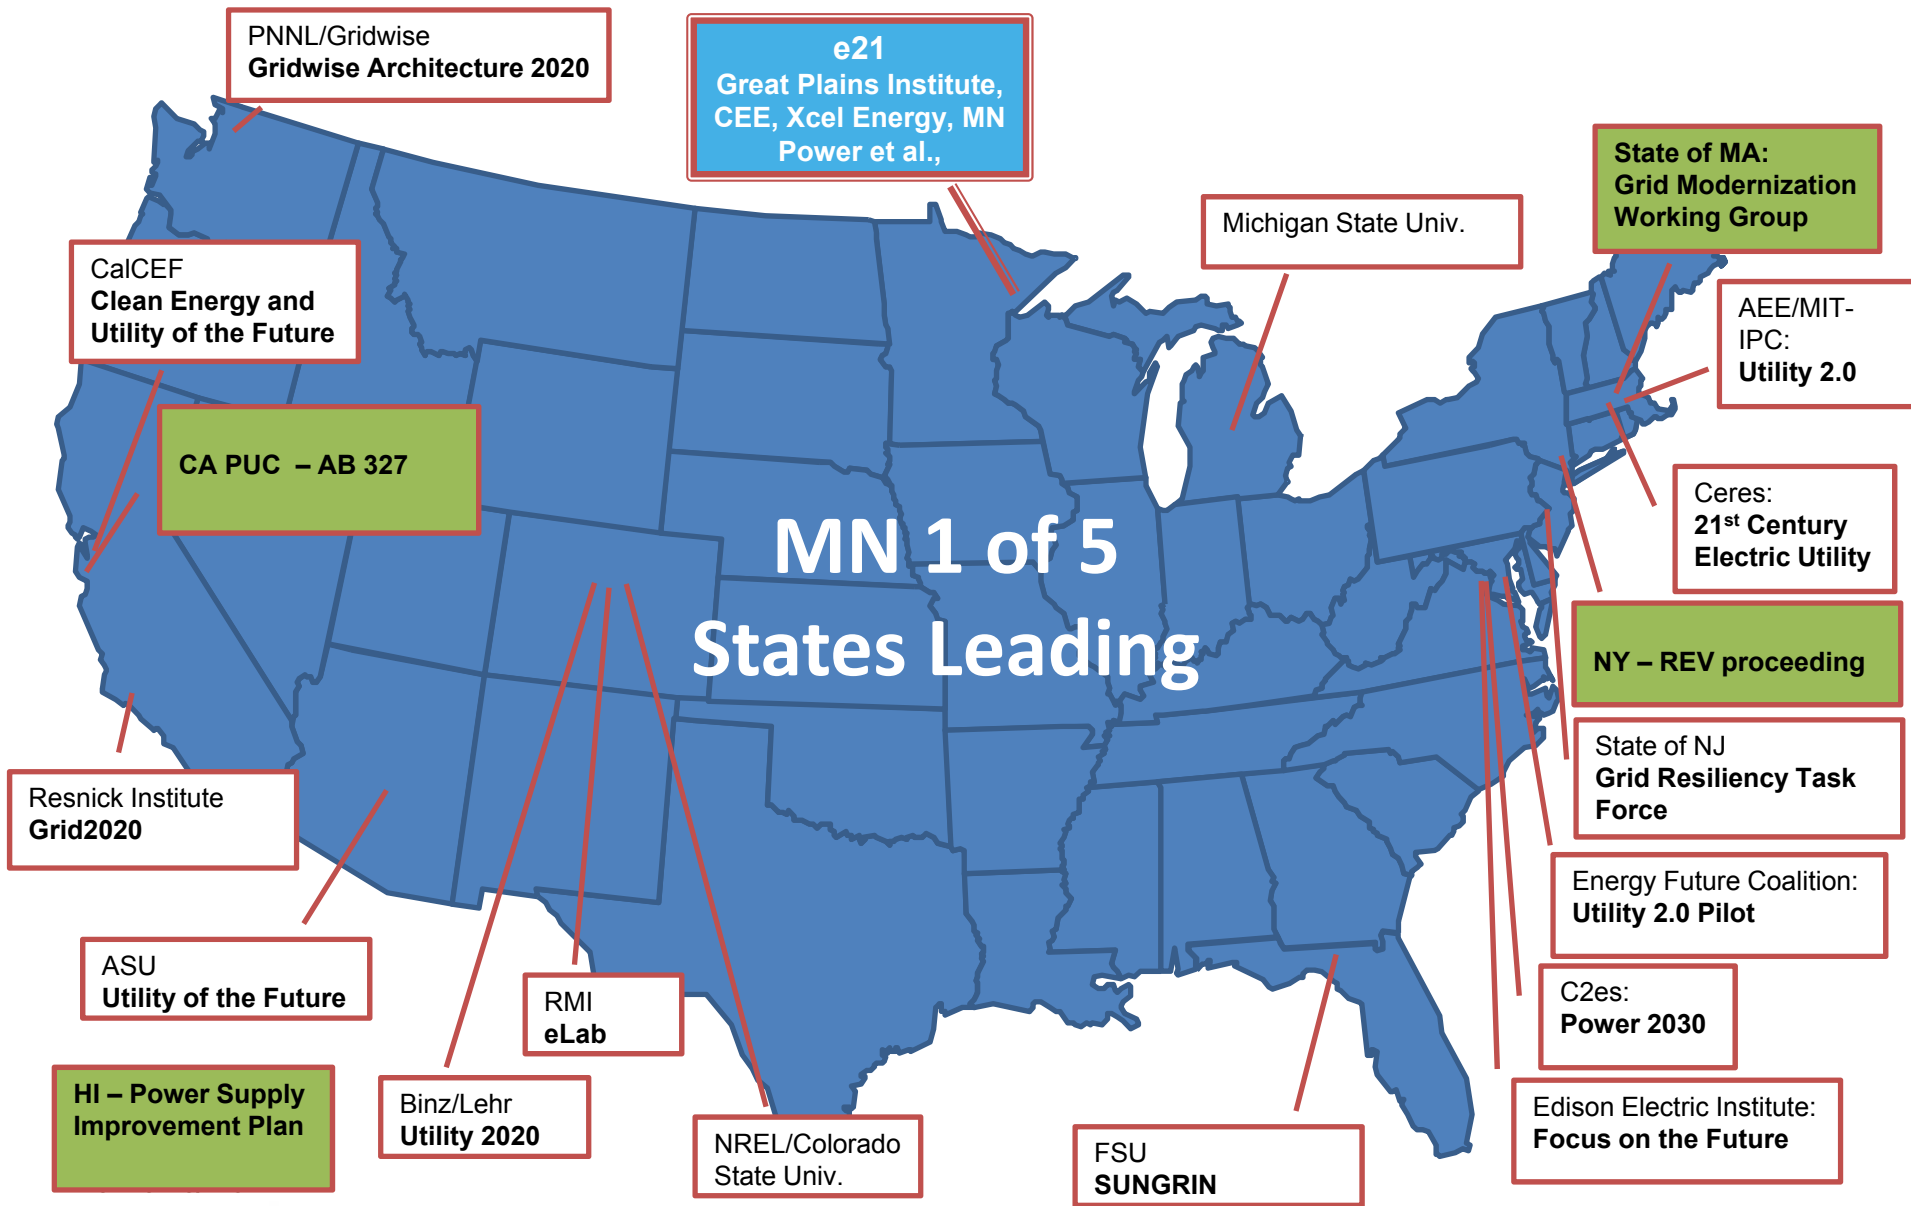 PNNL/Gridwise
Gridwise Architecture 2020
e21
Great Plains Institute,
CEE, Xcel Energy, MN
Power et al.,
State of MA:
Grid Modernization
Working Group
Michigan State Univ.
CalCEF
Clean Energy and
Utility of the Future
AEE/MIT-
IPC:
Utility 2.0
CA PUC – AB 327
Ceres:
21st Century
Electric Utility
MN 1 of 5
States Leading
NY – REV proceeding
State of NJ
Grid Resiliency Task
Force
Resnick Institute
Grid2020
Energy Future Coalition:
Utility 2.0 Pilot
ASU
Utility of the Future
RMI
eLab
C2es:
Power 2030
HI – Power Supply
Improvement Plan
Binz/Lehr
Utility 2020
NREL/Colorado
State Univ.
FSU
SUNGRIN
Edison Electric Institute:
Focus on the Future